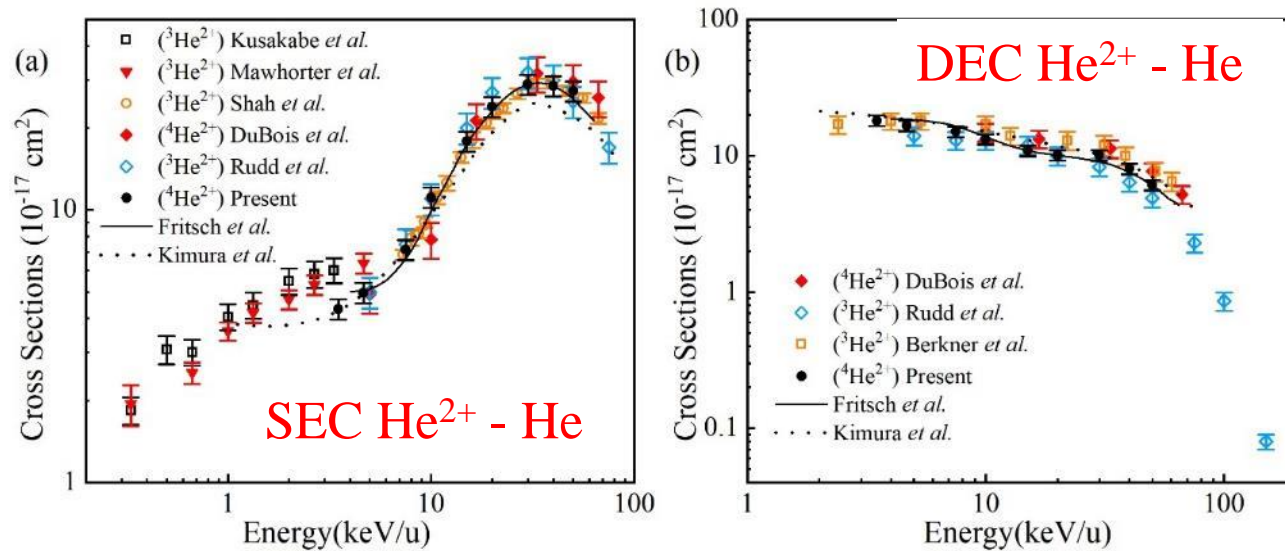 (a)
(³He²⁺) Kusakabe et al.
(³He²⁺) Mawhorter et al.
(³He²⁺) Shah et al.
(⁴He²⁺) DuBois et al.
(³He²⁺) Rudd et al.
(⁴He²⁺) Present
Fritsch et al.
Kimura et al.
SEC He²⁺ - He
Cross Sections (10⁻¹⁷ cm²)
10
1
1
10
100
Energy(keV/u)
(b)
DEC He²⁺ - He
(⁴He²⁺) DuBois et al.
(³He²⁺) Rudd et al.
(³He²⁺) Berkner et al.
(⁴He²⁺) Present
Fritsch et al.
Kimura et al.
Cross Sections (10⁻¹⁷ cm²)
100
10
1
0.1
1
10
100
Energy(keV/u)